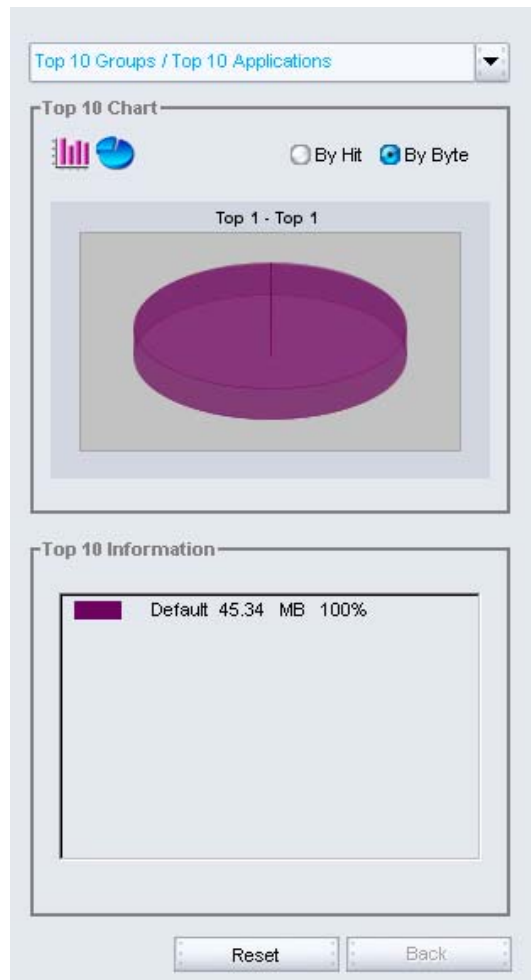 Top 10 Groups / Top 10 Applications
Top 10 Chart
By Hit By Byte
Top 1 - Top 1
Top 10 Information
Default 45.34 MB 100%
Reset Back